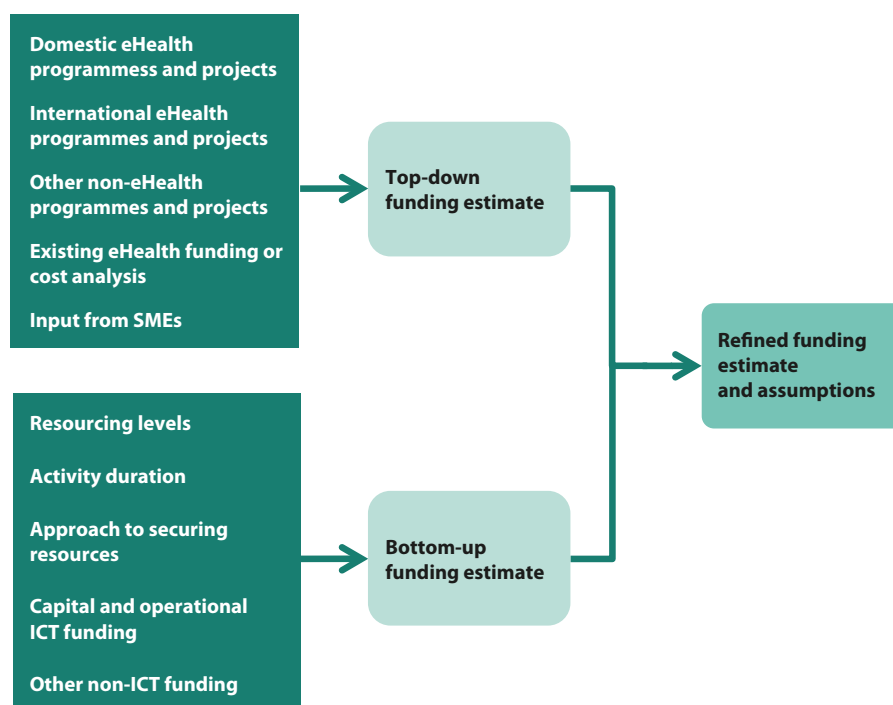 Domestic eHealth
programmess and projects
International eHealth
programmes and projects
Other non-eHealth
programmes and projects
Existing eHealth funding or
cost analysis
Input from SMEs
Top-down
funding estimate
Refined funding
estimate
and assumptions
Resourcing levels
Activity duration
Approach to securing
resources
Capital and operational
ICT funding
Other non-ICT funding
Bottom-up
funding estimate